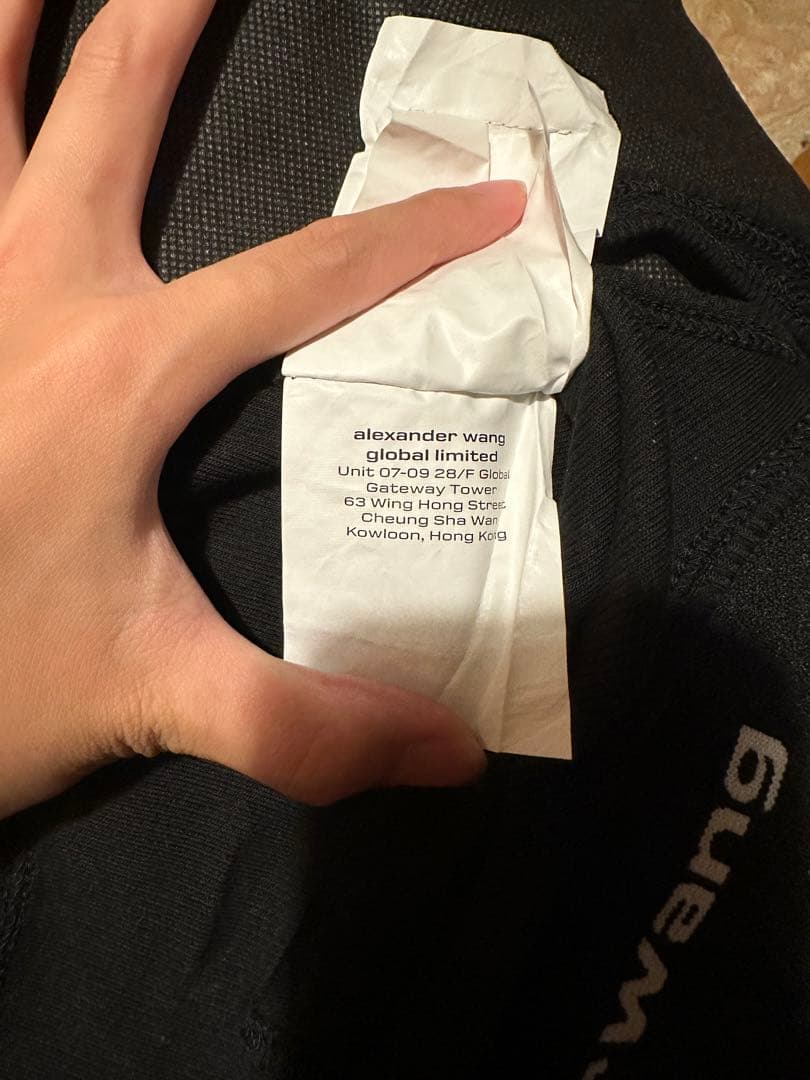 alexander wang
global limited
Unit 07-09 28/F Global
Gateway Tower
63 Wing Hong Street
Cheung Sha Wan
Kowloon, Hong Kong
wang